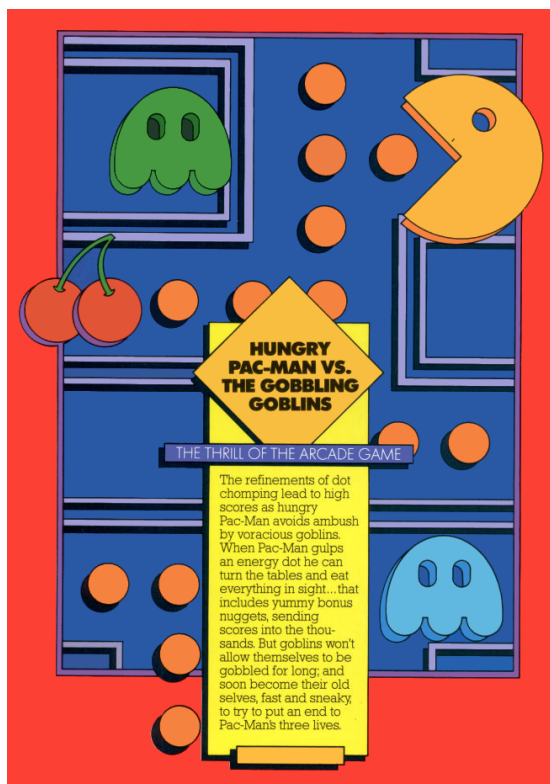 HUNGRY
PAC-MAN VS.
THE GOBBLING
GOBLINS
THE THRILL OF THE ARCADE GAME
The refinements of dot
chomping lead to high
scores as hungry
Pac-Man avoids ambush
by voracious goblins.
When Pac-Man gulps
an energy dot he can
turn the tables and eat
everything in sight...that
includes yummy bonus
nuggets, sending
scores into the thou-
sands. But goblins won't
allow themselves to be
gobbled for long; and
soon become their old
selves, fast and sneaky,
to try to put an end to
Pac-Man's three lives.